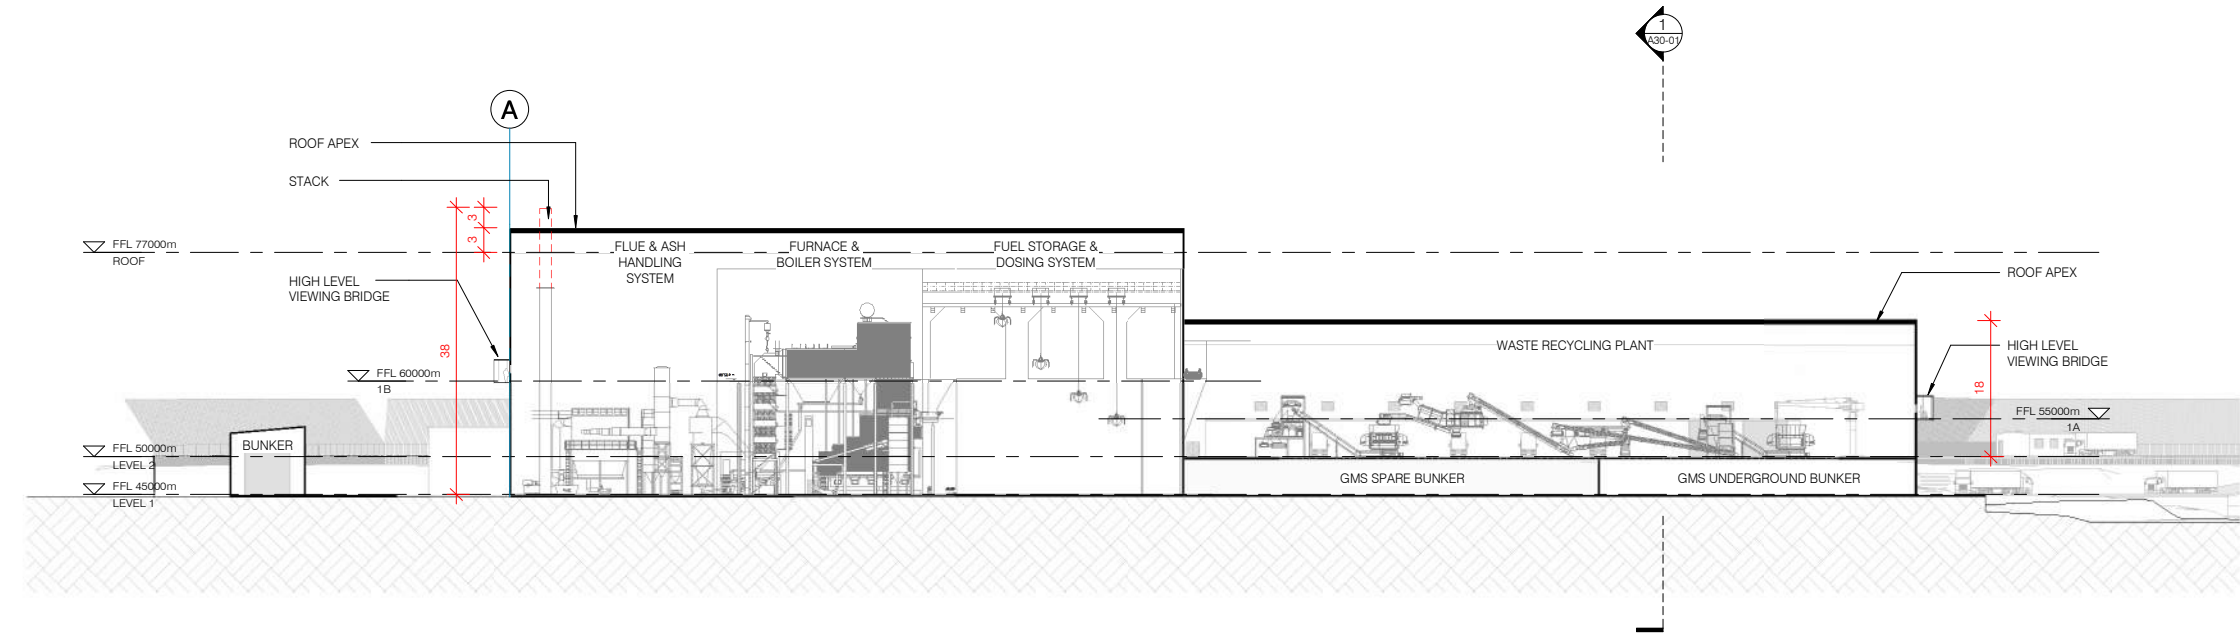 1
A30-01
A
ROOF APEX
STACK
3
3
FFL 77000m
ROOF
FLUE & ASH
HANDLING
SYSTEM
FURNACE &
BOILER SYSTEM
FUEL STORAGE &
DOSING SYSTEM
HIGH LEVEL
VIEWING BRIDGE
ROOF APEX
38
WASTE RECYCLING PLANT
HIGH LEVEL
VIEWING BRIDGE
FFL 60000m
1B
18
FFL 55000m
1A
BUNKER
FFL 50000m
LEVEL 2
GMS SPARE BUNKER
GMS UNDERGROUND BUNKER
FFL 45000m
LEVEL 1